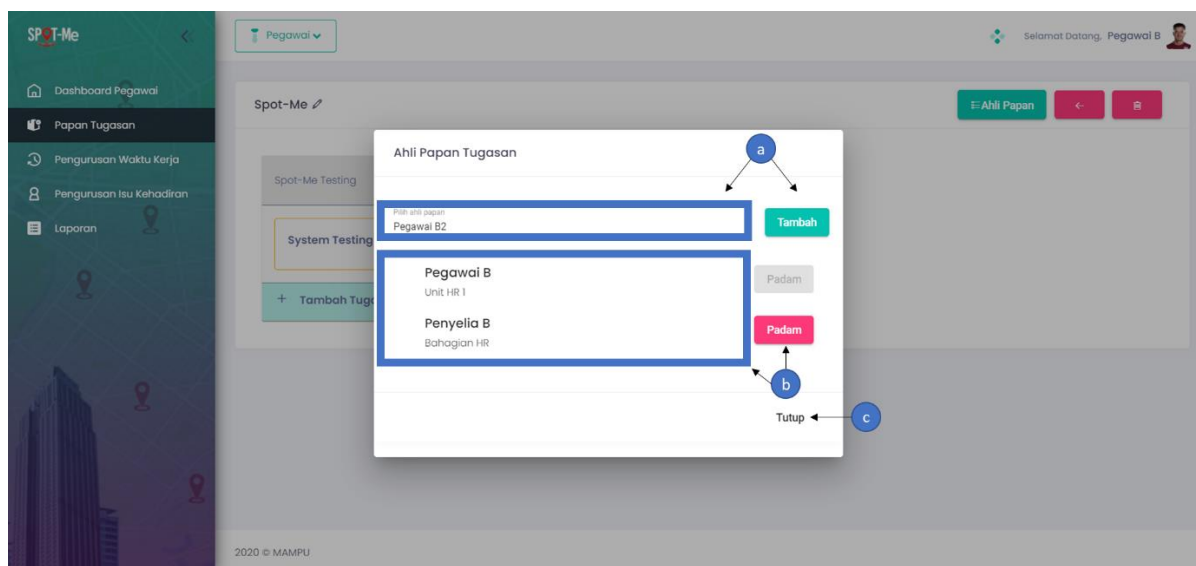 SPOT-Me
Pegawai
Selamat Datang, Pegawai B
Dashboard Pegawai
Papan Tugasan
Pengurusan Waktu Kerja
Pengurusan Isu Kehadiran
Laporan
Spot-Me
Ahli Papan
Spot-Me Testing
System Testing
+ Tambah Tuga
Ahli Papan Tugasan
a
Pilih ahli papan
Pegawai B2
Tambah
Pegawai B
Unit HR 1
Padam
Penyelia B
Bahagian HR
Padam
b
Tutup
c
2020 © MAMPU